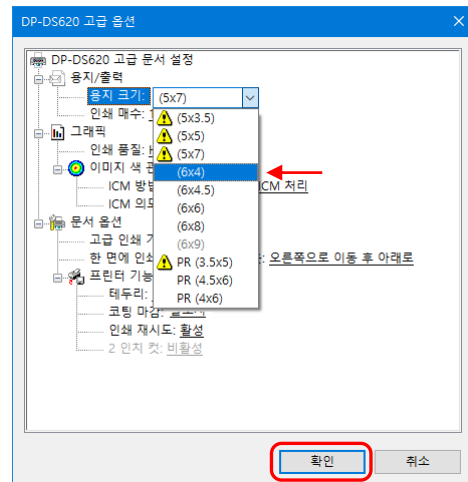 DP-DS620 고급 옵션
DP-DS620 고급 문서 설정
용지/출력
용지 크기: (5x7)
인쇄 매수:
(5x3.5)
그래픽
(5x5)
인쇄 품질:
(5x7)
이미지 색
(6x4)
ICM 방법
(6x4.5)
ICM 처리
ICM
(6x6)
문서 옵션
(6x8)
고급 인쇄
(6x9)
한 면에 인쇄
PR (3.5x5)
: 오른쪽으로 이동 후 아래로
프린터 기능
PR (4.5x6)
테두리:
PR (4x6)
코팅 마감:
인쇄 재시도: 활성
2 인치 컷: 비활성
확인
취소